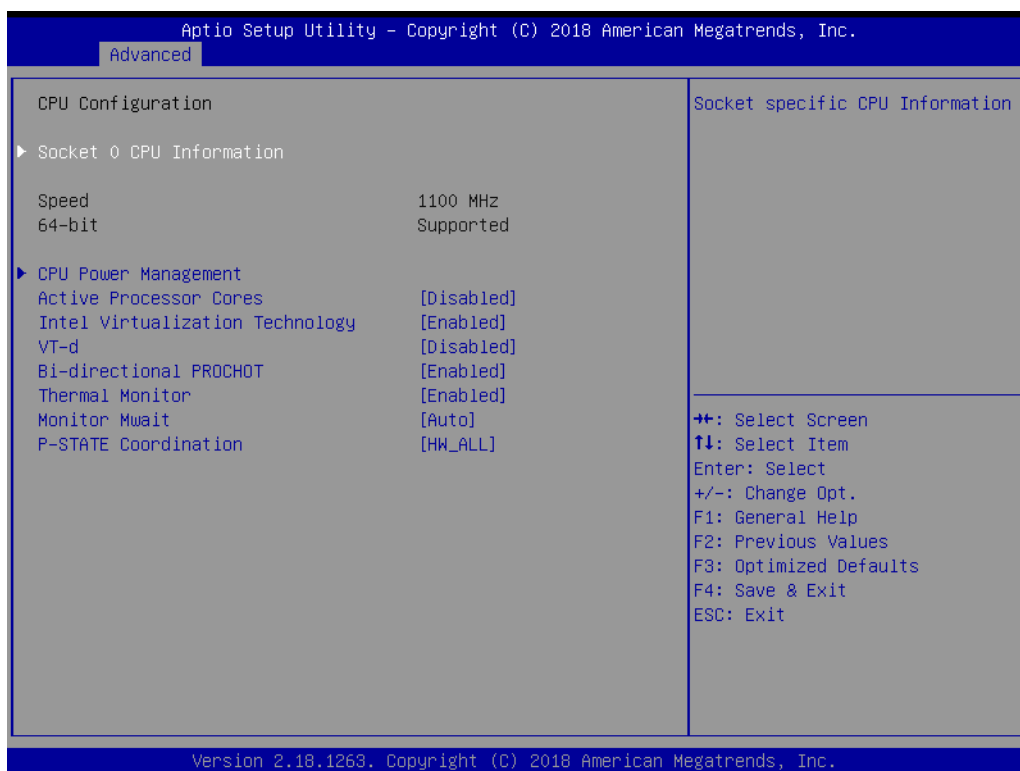 Aptio Setup Utility – Copyright (C) 2018 American Megatrends, Inc.
Advanced
CPU Configuration
Socket specific CPU Information
Socket 0 CPU Information
Speed 1100 MHz
64-bit Supported
CPU Power Management
Active Processor Cores [Disabled]
Intel Virtualization Technology [Enabled]
VT-d [Disabled]
Bi-directional PROCHOT [Enabled]
Thermal Monitor [Enabled]
Monitor Mwait [Auto]
P-STATE Coordination [HW_ALL]
→←: Select Screen
↑↓: Select Item
Enter: Select
+/-: Change Opt.
F1: General Help
F2: Previous Values
F3: Optimized Defaults
F4: Save & Exit
ESC: Exit
Version 2.18.1263. Copyright (C) 2018 American Megatrends, Inc.